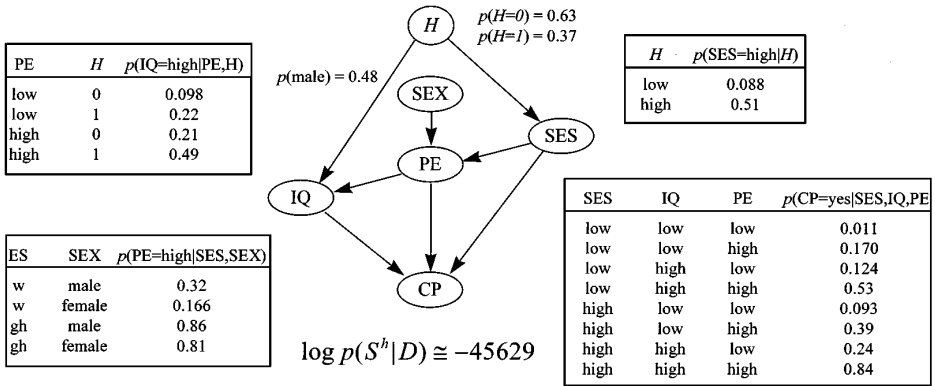 H
p(H=0) = 0.63
p(H=1) = 0.37
PE H p(IQ=high|PE,H)
low 0 0.098
low 1 0.22
high 0 0.21
high 1 0.49
p(male) = 0.48
SEX
H p(SES=high|H)
low 0.088
high 0.51
SES
PE
IQ
CP
SES IQ PE p(CP=yes|SES,IQ,PE
low low low 0.011
low low high 0.170
low high low 0.124
low high high 0.53
high low low 0.093
high low high 0.39
high high low 0.24
high high high 0.84
ES SEX p(PE=high|SES,SEX)
w male 0.32
w female 0.166
gh male 0.86
gh female 0.81
log p(S^h|D) ≅ −45629